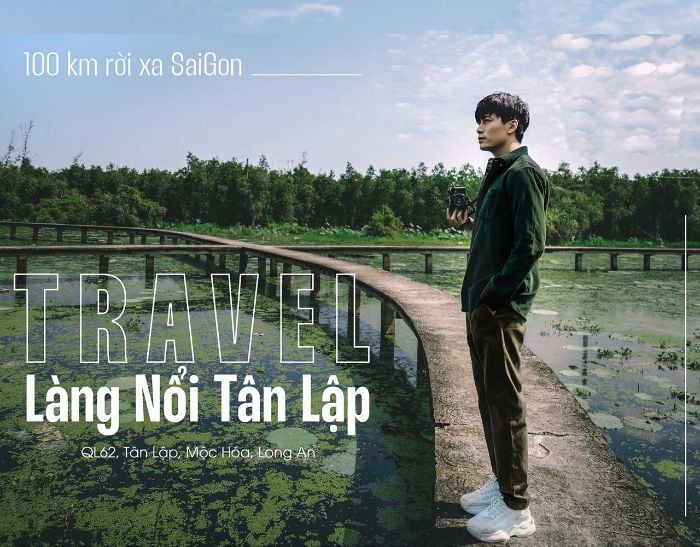 100 km rời xa SaiGon
TRAVEL
Làng Nổi Tân Lập
QL62, Tân Lập, Mộc Hóa, Long An